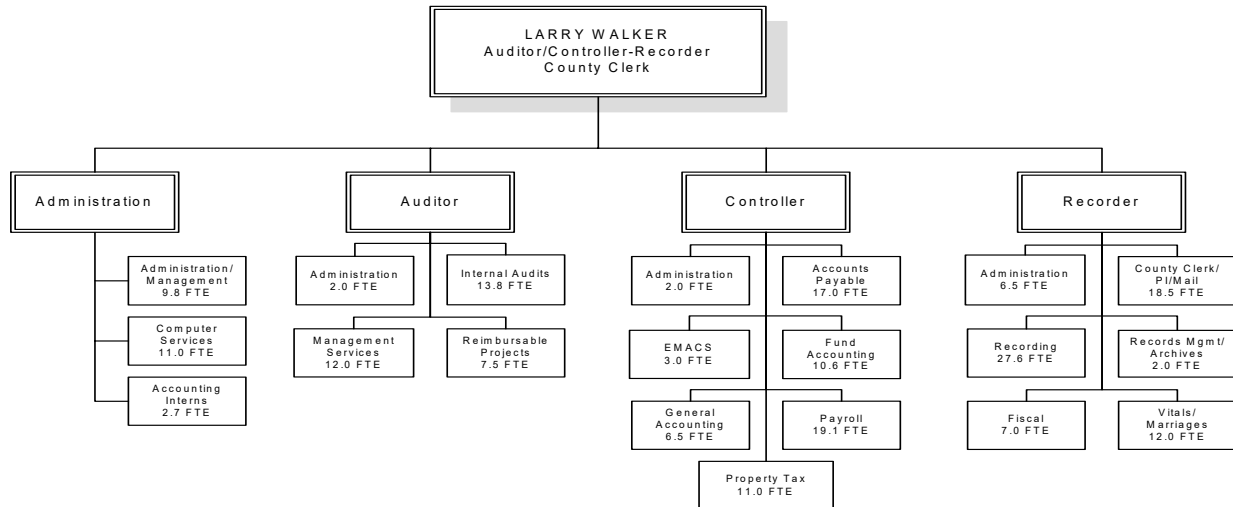 LARRY WALKER
Auditor/Controller-Recorder
County Clerk
Administration
Auditor
Controller
Recorder
Administration/
Management
9.8 FTE
Computer
Services
11.0 FTE
Accounting
Interns
2.7 FTE
Administration
2.0 FTE
Internal Audits
13.8 FTE
Management
Services
12.0 FTE
Reimbursable
Projects
7.5 FTE
Administration
2.0 FTE
Accounts
Payable
17.0 FTE
EMACS
3.0 FTE
Fund
Accounting
10.6 FTE
General
Accounting
6.5 FTE
Payroll
19.1 FTE
Property Tax
11.0 FTE
Administration
6.5 FTE
County Clerk/
PI/Mail
18.5 FTE
Recording
27.6 FTE
Records Mgmt/
Archives
2.0 FTE
Fiscal
7.0 FTE
Vitals/
Marriages
12.0 FTE